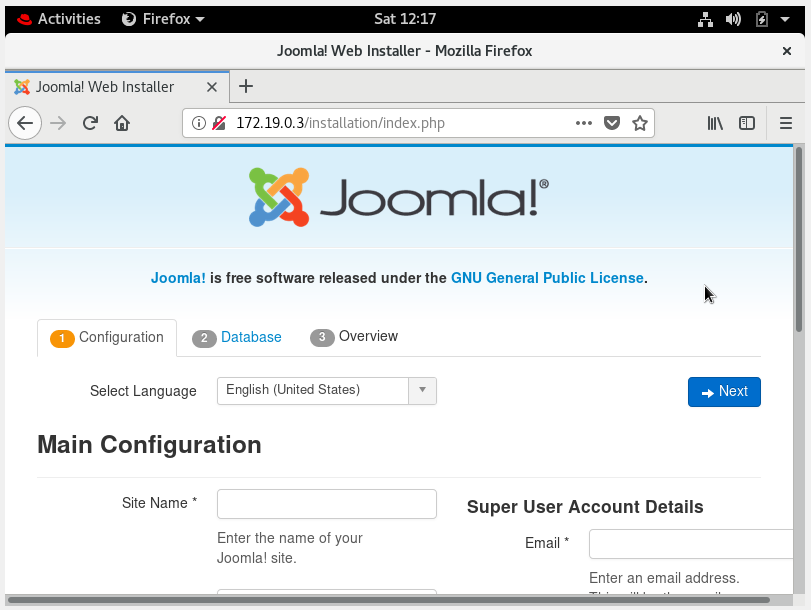 Activities Firefox Sat 12:17
Joomla! Web Installer - Mozilla Firefox
Joomla! Web Installer
172.19.0.3/installation/index.php
Joomla!®
Joomla! is free software released under the GNU General Public License.
1 Configuration 2 Database 3 Overview
Select Language English (United States) Next
Main Configuration
Site Name *
Enter the name of your
Joomla! site.
Super User Account Details
Email *
Enter an email address.